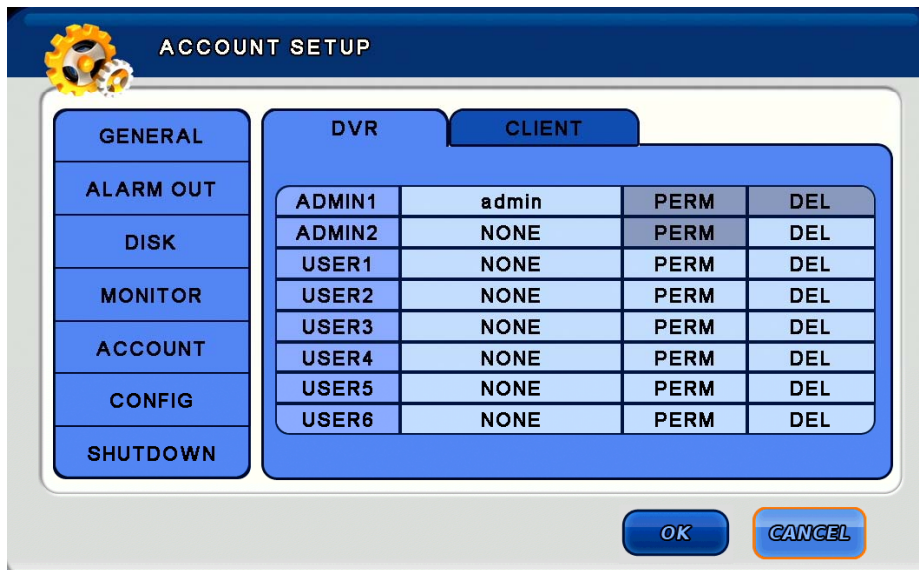 ACCOUNT SETUP
GENERAL
ALARM OUT
DISK
MONITOR
ACCOUNT
CONFIG
SHUTDOWN
DVR CLIENT
ADMIN1 admin PERM DEL
ADMIN2 NONE PERM DEL
USER1 NONE PERM DEL
USER2 NONE PERM DEL
USER3 NONE PERM DEL
USER4 NONE PERM DEL
USER5 NONE PERM DEL
USER6 NONE PERM DEL
OK CANCEL